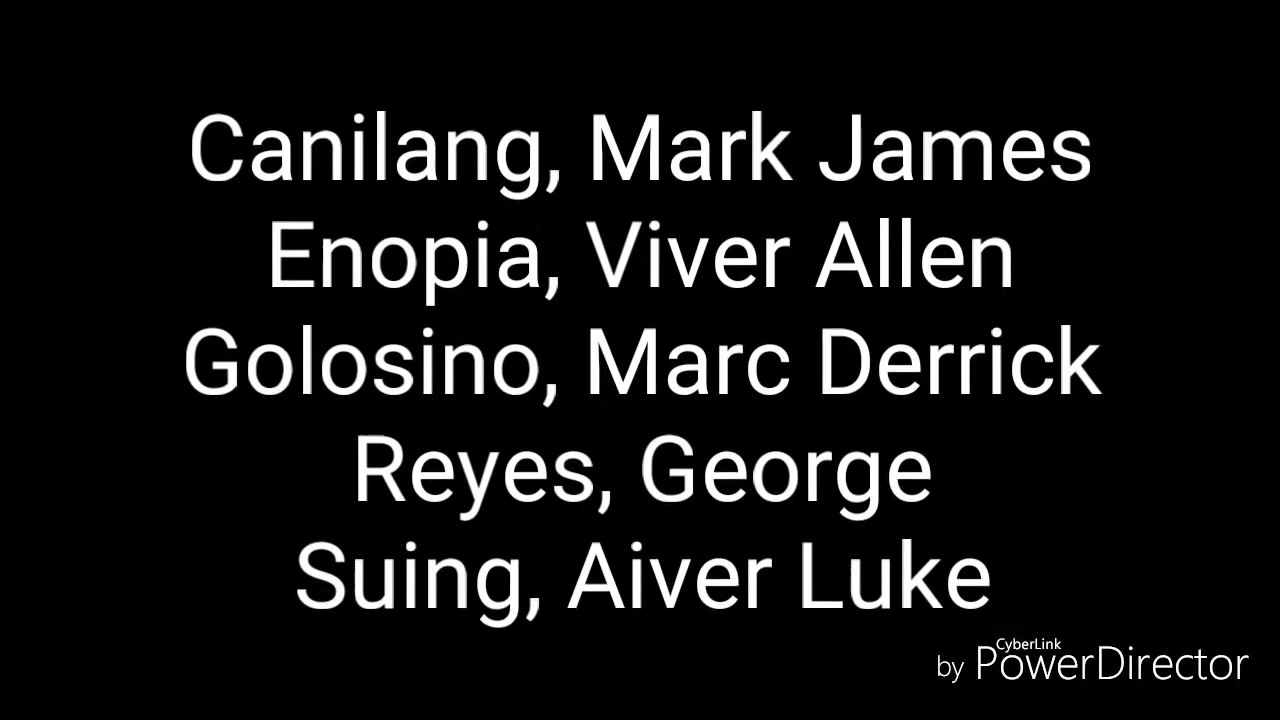 Canilang, Mark James
Enopia, Viver Allen
Golosino, Marc Derrick
Reyes, George
Suing, Aiver Luke
CyberLink
by PowerDirector